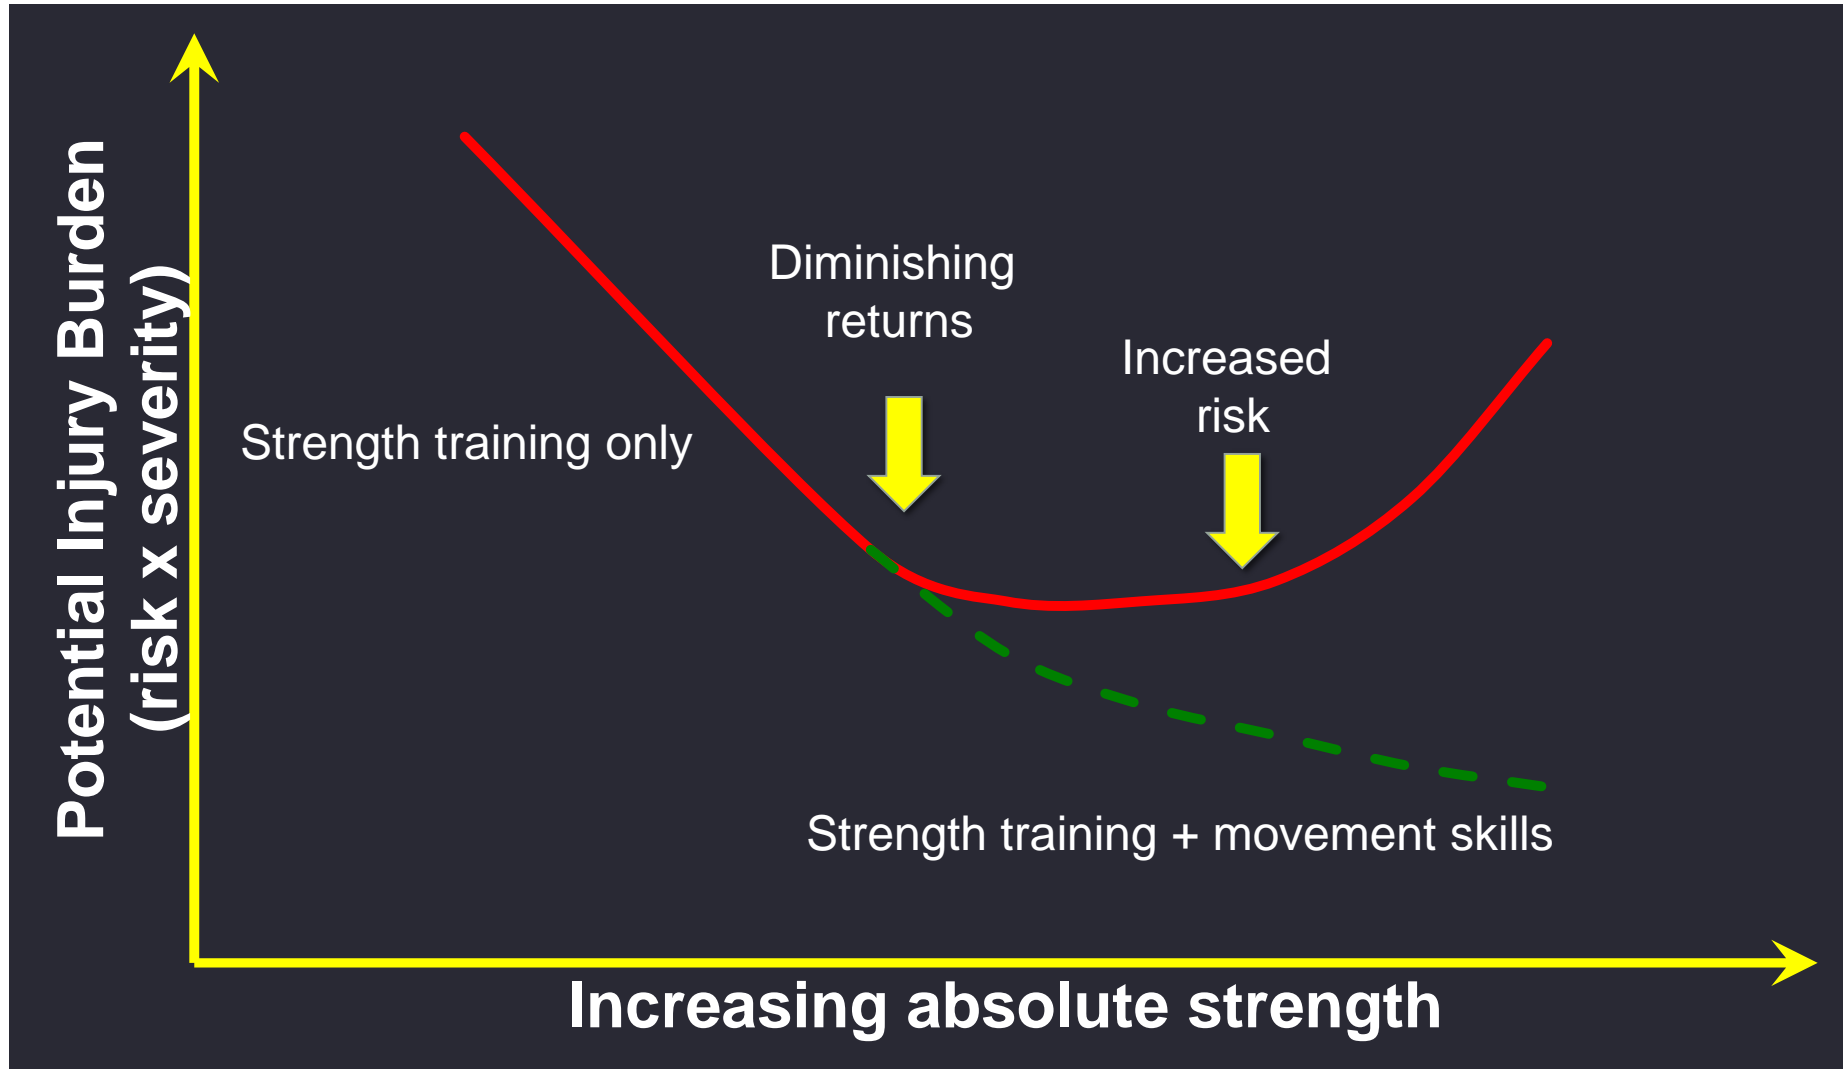 Potential Injury Burden
(risk x severity)
Diminishing
returns
Increased
risk
Strength training only
Strength training + movement skills
Increasing absolute strength